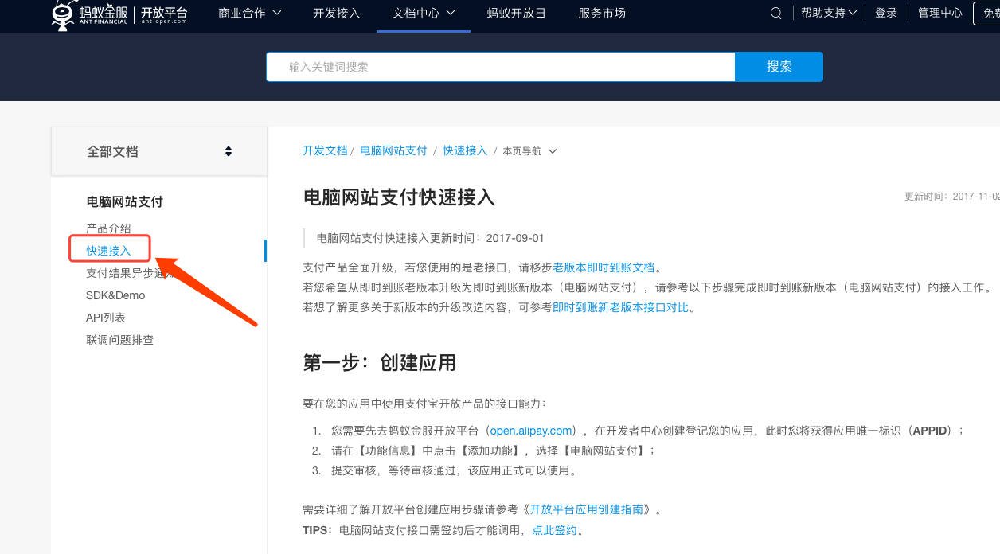 蚂蚁金服 开放平台
ANT FINANCIAL ant-open.com
商业合作 开发接入 文档中心 蚂蚁开放日 服务市场 帮助支持 登录 管理中心 免费
输入关键词搜索 搜索
全部文档
电脑网站支付
产品介绍
快速接入
支付结果异步通知
SDK&Demo
API列表
联调问题排查
开发文档 / 电脑网站支付 / 快速接入 / 本页导航
电脑网站支付快速接入
更新时间：2017-11-02
电脑网站支付快速接入更新时间：2017-09-01
支付产品全面升级，若您使用的是老接口，请移步老版本即时到账文档。
若您希望从即时到账老版本升级为即时到账新版本（电脑网站支付），请参考以下步骤完成即时到账新版本（电脑网站支付）的接入工作。
若想了解更多关于新版本的升级改造内容，可参考即时到账新老版本接口对比。
第一步：创建应用
要在您的应用中使用支付宝开放产品的接口能力：
1. 您需要先去蚂蚁金服开放平台（open.alipay.com），在开发者中心创建登记您的应用，此时您将获得应用唯一标识（APPID）；
2. 请在【功能信息】中点击【添加功能】，选择【电脑网站支付】；
3. 提交审核，等待审核通过，该应用正式可以使用。
需要详细了解开放平台创建应用步骤请参考《开放平台应用创建指南》。
TIPS：电脑网站支付接口需签约后才能调用，点此签约。